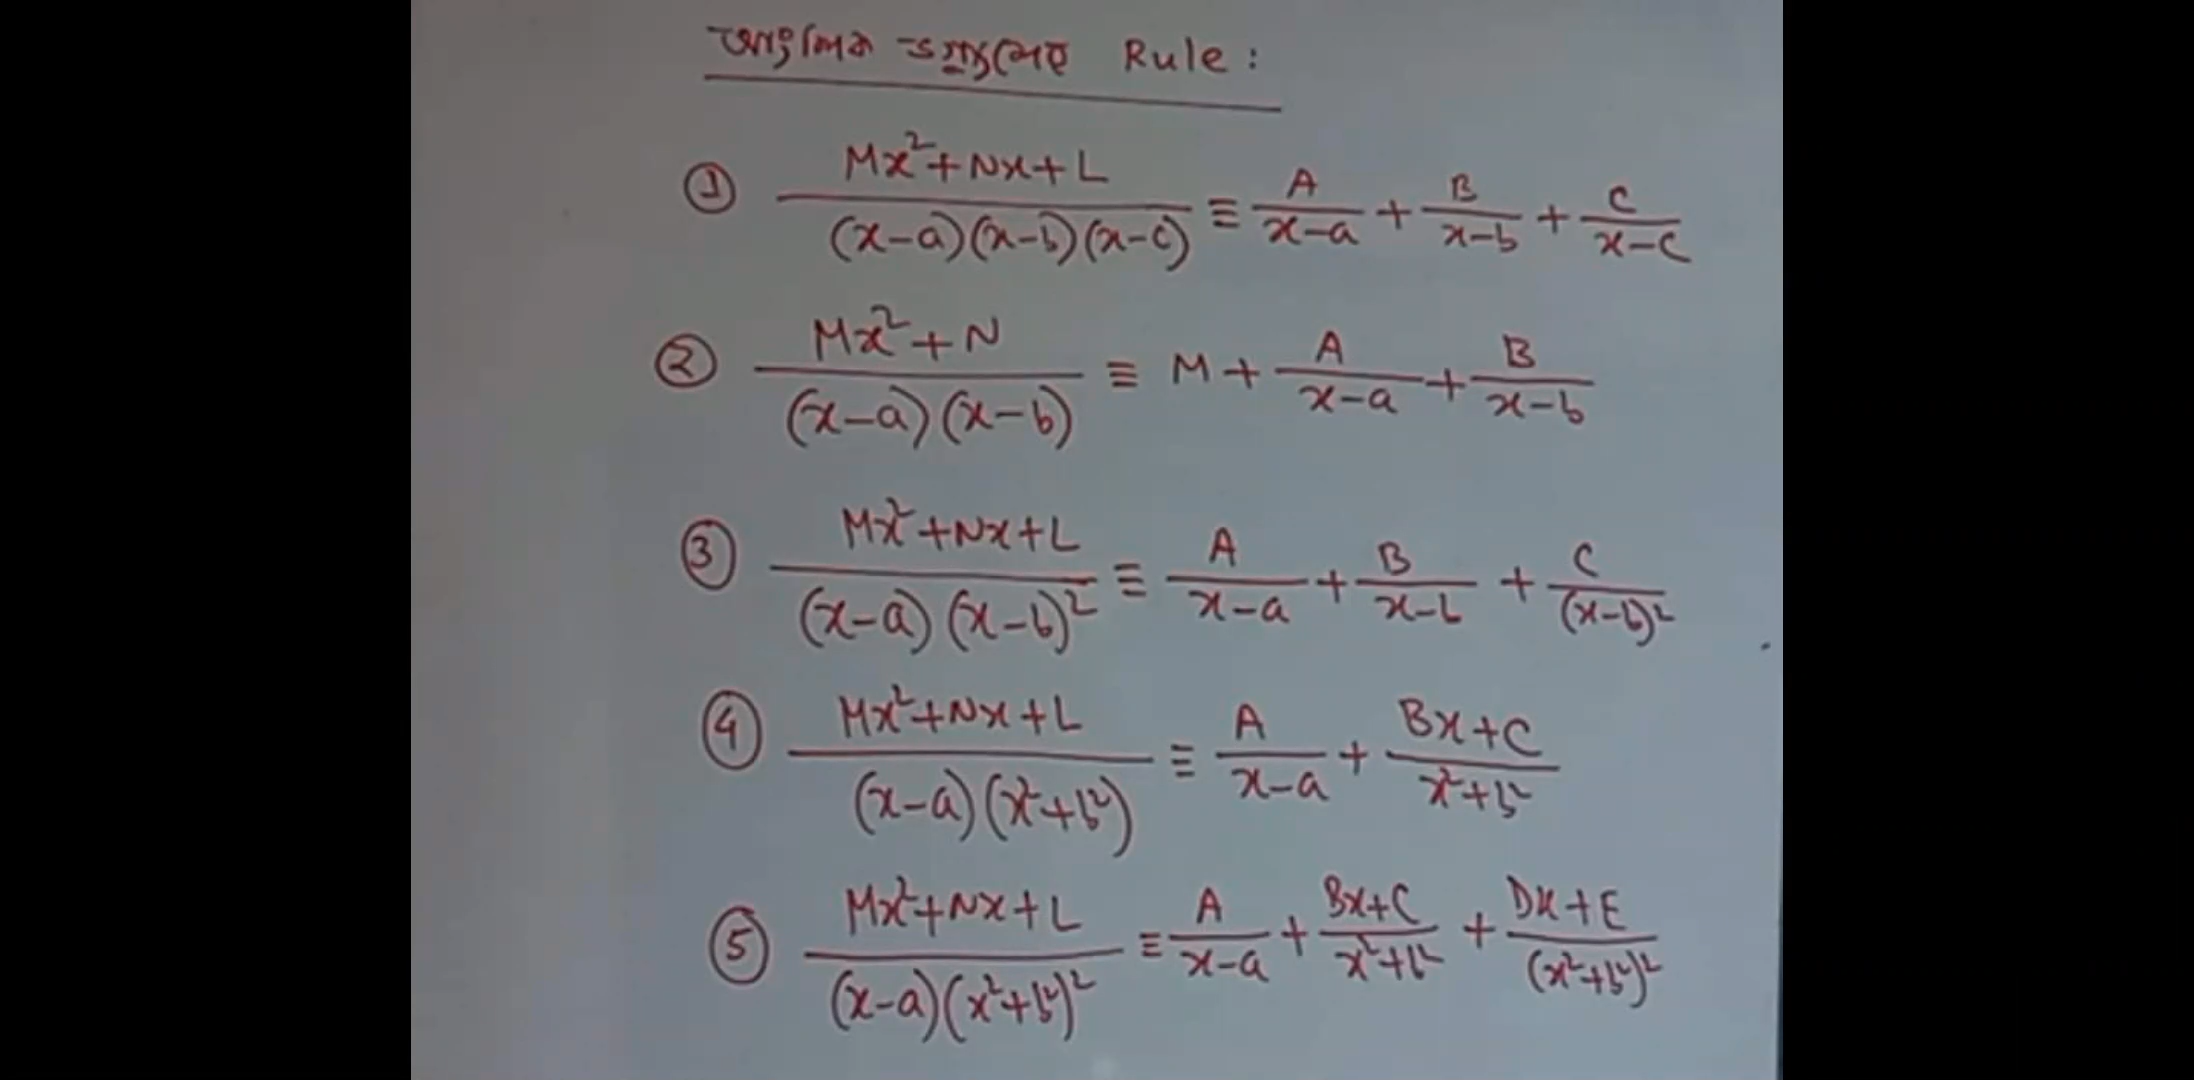 আংশিক ভগ্নাংশের Rule :
① (Mx²+Nx+L)/((x-a)(x-b)(x-c)) ≡ A/(x-a) + B/(x-b) + C/(x-c)
② (Mx²+N)/((x-a)(x-b)) ≡ M + A/(x-a) + B/(x-b)
③ (Mx²+Nx+L)/((x-a)(x-b)²) ≡ A/(x-a) + B/(x-b) + C/(x-b)²
④ (Mx²+Nx+L)/((x-a)(x²+b²)) ≡ A/(x-a) + (Bx+C)/(x²+b²)
⑤ (Mx²+Nx+L)/((x-a)(x²+b²)²) ≡ A/(x-a) + (Bx+C)/(x²+b²) + (Dx+E)/(x²+b²)²